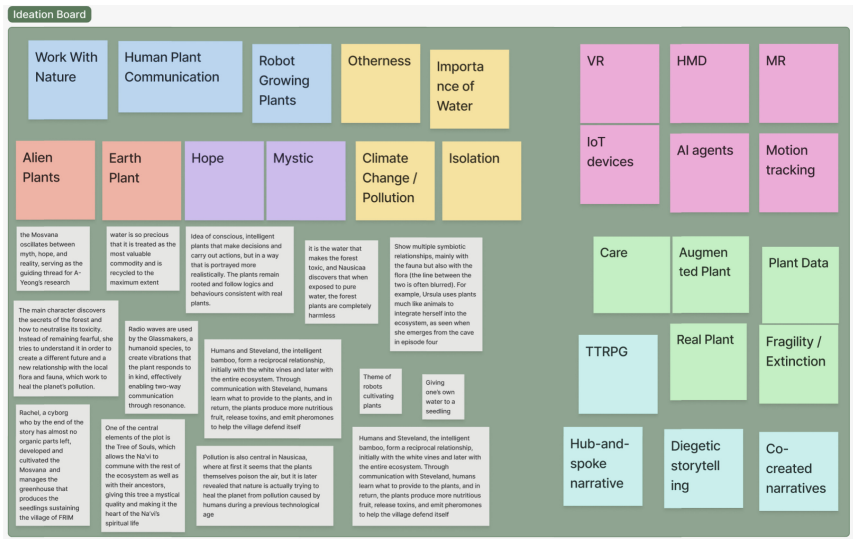 Ideation Board
Work With
Nature
Human Plant
Communication
Robot
Growing
Plants
Otherness
Importa
nce of
Water
Alien
Plants
Earth
Plant
Hope
Mystic
Climate
Change /
Pollution
Isolation
VR
HMD
MR
IoT
devices
AI agents
Motion
tracking
the Mosvana
oscillates between
myth, hope, and
reality, serving as the
guiding thread for A-
Yeong's research
water is so precious
that it is treated as the
most valuable
commodity and is
recycled to the
maximum extent
Idea of conscious, intelligent
plants that make decisions and
carry out actions, but in a way
that is portrayed more
realistically. The plants remain
rooted and follow logics and
behaviours consistent with real
plants.
it is the water that
makes the forest
toxic, and Nausicaa
discovers that when
exposed to pure
water, the forest
plants are completely
harmless
Show multiple symbiotic
relationships, mainly with
the fauna but also with the
flora (the line between the
two is often blurred). For
example, Ursula uses plants
much like animals to
integrate herself into the
ecosystem, as seen when
she emerges from the cave
in episode four
The main character discovers
the secrets of the forest and
how to neutralise its toxicity.
Instead of remaining fearful, she
tries to understand it in order to
create a different future and a
new relationship with the local
flora and fauna, which work to
heal the planet's pollution.
Radio waves are used
by the Glassmakers, a
humanoid species, to
create vibrations that
the plant responds to
in kind, effectively
enabling two-way
communication
through resonance.
Humans and Steveland, the intelligent
bamboo, form a reciprocal relationship,
initially with the white vines and later with
the entire ecosystem. Through
communication with Steveland, humans
learn what to provide to the plants, and in
return, the plants produce more nutritious
fruit, release toxins, and emit pheromones
to help the village defend itself
Theme of
robots
cultivating
plants
Giving
one's own
water to a
seedling
Rachel, a cyborg
who by the end of the
story has almost no
organic parts left,
developed and
cultivated the
Mosvana and
manages the
greenhouse that
produces the
seedlings sustaining
the village of FRIM
One of the central
elements of the plot is
the Tree of Souls, which
allows the Na'vi to
commune with the rest of
the ecosystem as well as
with their ancestors,
giving this tree a mystical
quality and making it the
heart of the Na'vi's
spiritual life
Pollution is also central in Nausicaa,
where at first it seems that the plants
themselves poison the air, but it is later
revealed that nature is actually trying to
heal the planet from pollution caused by
humans during a previous technological
age
Humans and Steveland, the intelligent
bamboo, form a reciprocal relationship,
initially with the white vines and later with
the entire ecosystem. Through
communication with Steveland, humans
learn what to provide to the plants, and in
return, the plants produce more nutritious
fruit, release toxins, and emit pheromones
to help the village defend itself
Care
Augmen
ted Plant
Plant Data
TTRPG
Real Plant
Fragility /
Extinction
Hub-and-
spoke
narrative
Diegetic
storytell
ing
Co-
created
narratives